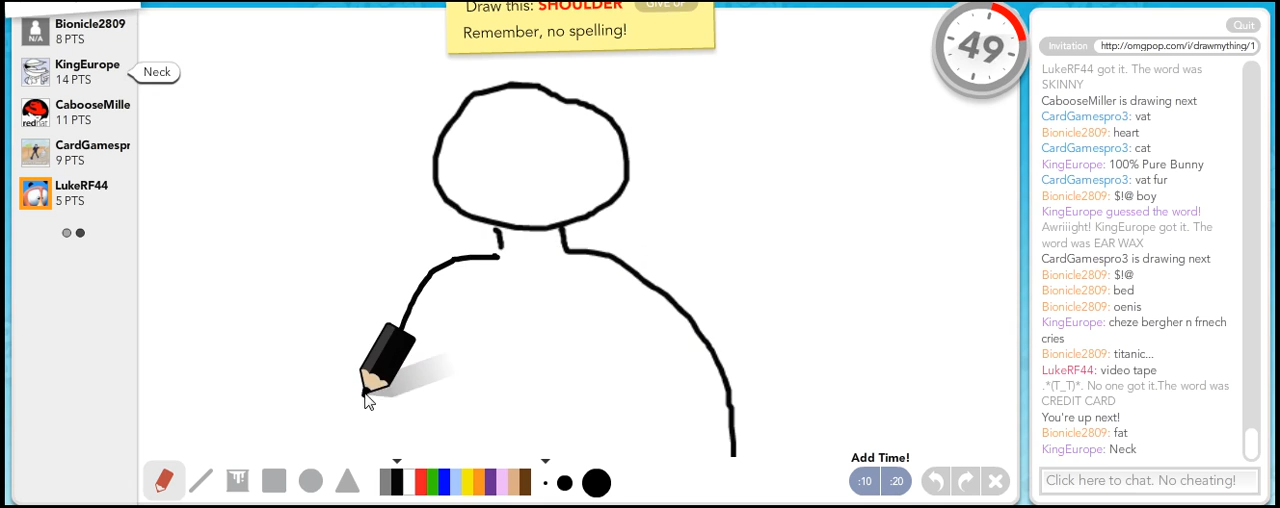 Draw this: SHOULDER GIVE UP
Remember, no spelling!
49
Bionicle2809
8 PTS
KingEurope
14 PTS
Neck
CabooseMille
11 PTS
CardGamespr
9 PTS
LukeRF44
5 PTS
N/A
redhat
Add Time!
:10 :20
Quit
Invitation http://omgpop.com/i/drawmything/1
LukeRF44 got it. The word was
SKINNY
CabooseMiller is drawing next
CardGamespro3: vat
Bionicle2809: heart
CardGamespro3: cat
KingEurope: 100% Pure Bunny
CardGamespro3: vat fur
Bionicle2809: $!@ boy
KingEurope guessed the word!
Awriiight! KingEurope got it. The
word was EAR WAX
CardGamespro3 is drawing next
Bionicle2809: $!@
Bionicle2809: bed
Bionicle2809: oenis
KingEurope: cheze bergher n frnech
cries
Bionicle2809: titanic...
LukeRF44: video tape
.*(T_T)*. No one got it.The word was
CREDIT CARD
You're up next!
Bionicle2809: fat
KingEurope: Neck
Click here to chat. No cheating!